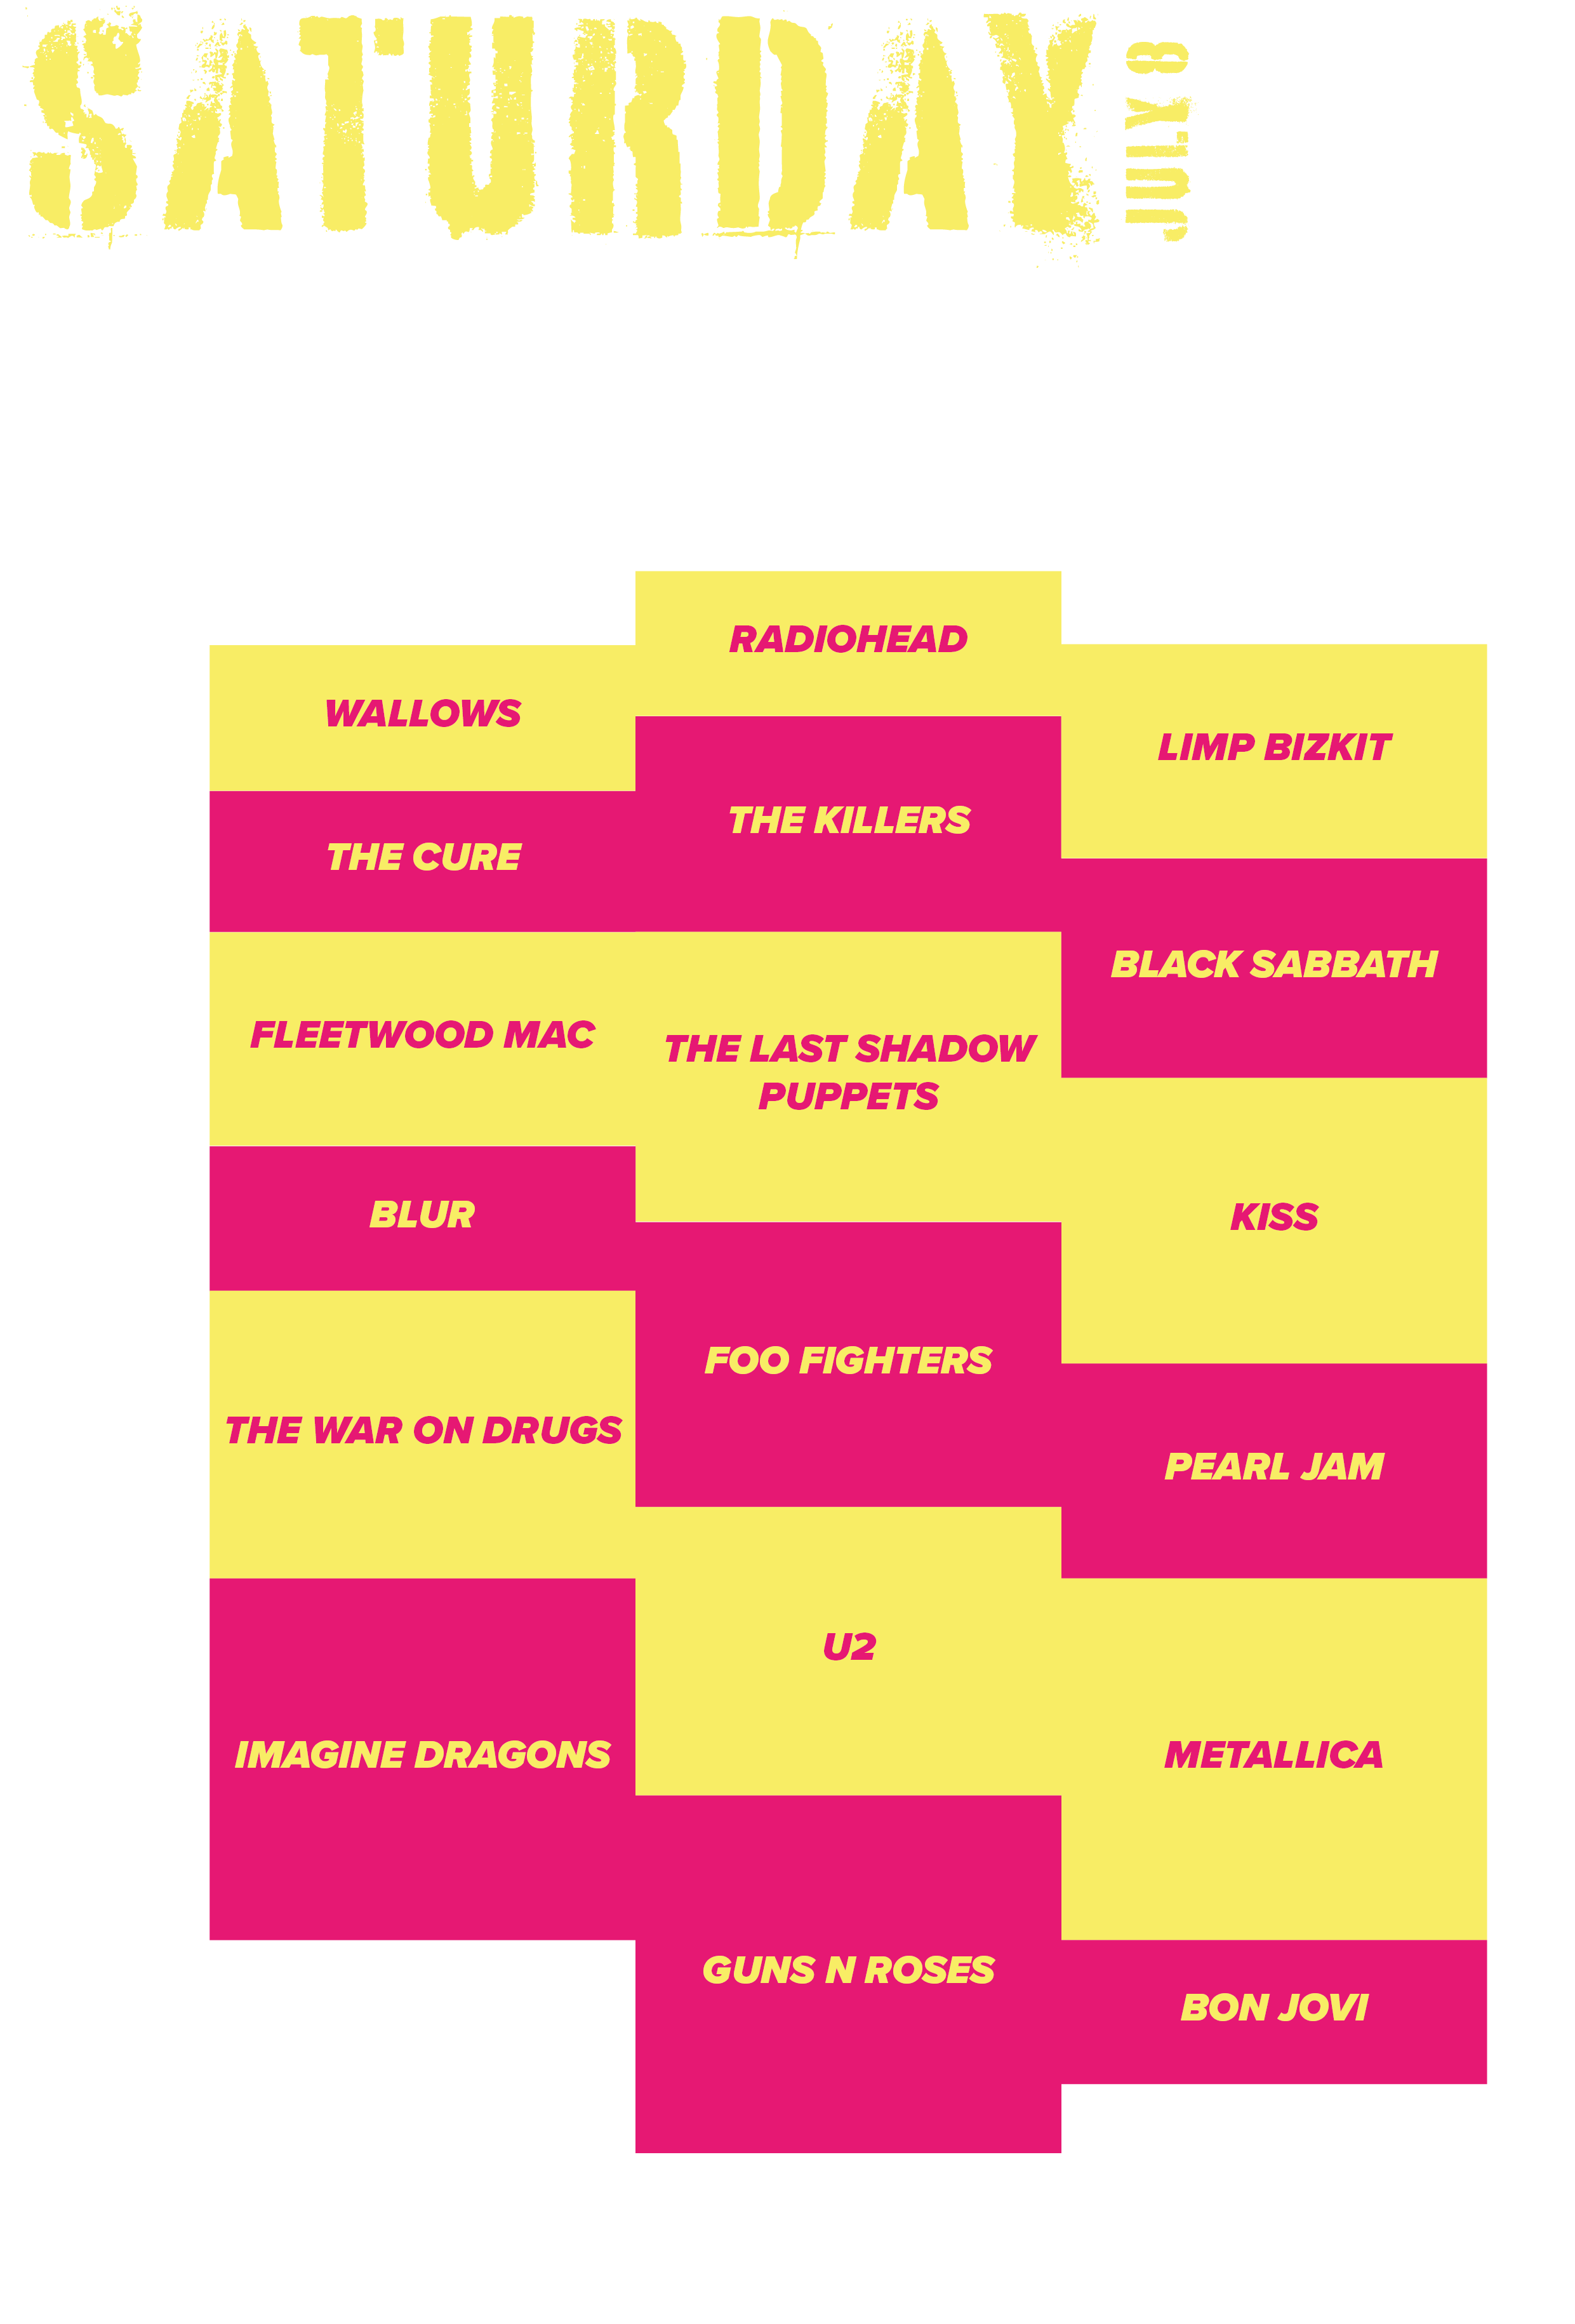 SATURDAY
JULY 8
RADIOHEAD
WALLOWS
LIMP BIZKIT
THE KILLERS
THE CURE
BLACK SABBATH
FLEETWOOD MAC
THE LAST SHADOW
PUPPETS
BLUR
KISS
FOO FIGHTERS
THE WAR ON DRUGS
PEARL JAM
U2
IMAGINE DRAGONS
METALLICA
GUNS N ROSES
BON JOVI